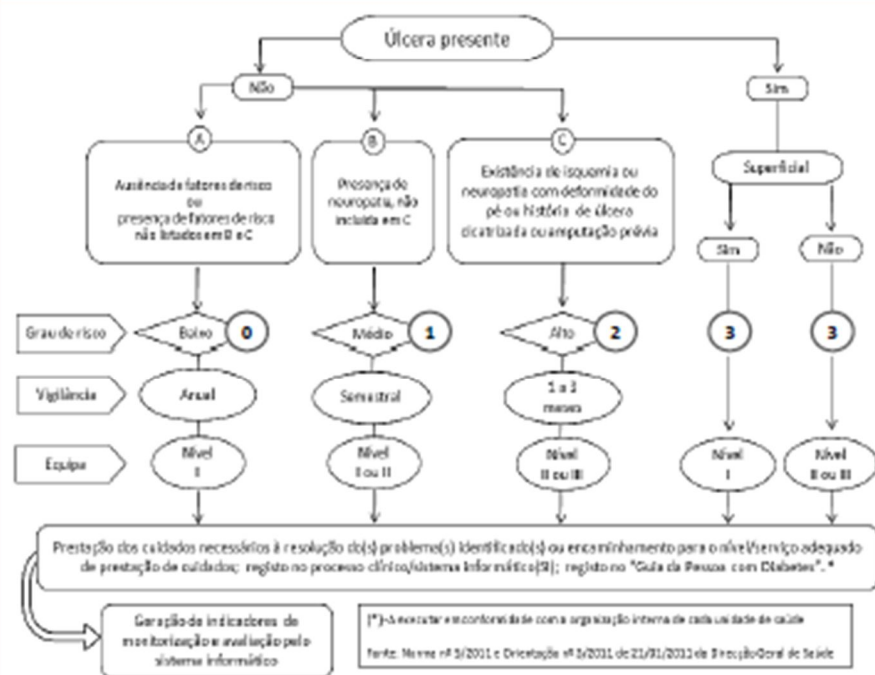 Úlcera presente
Não
Sim
A
B
C
Ausência de fatores de risco
ou
presença de fatores de risco
não listados em B e C
Presença de
neuropatia, não
incluída em C
Existência de isquemia ou
neuropatia com deformidade do
pé ou história de úlcera
cicatrizada ou amputação prévia
Superficial
Sim
Não
Grau de risco
Baixo
0
Médio
1
Alto
2
3
3
Vigilância
Anual
Semestral
1 a 3
meses
Equipa
Nível
I
Nível
I ou II
Nível
II ou III
Nível
I
Nível
II ou III
Prestação dos cuidados necessários à resolução do(s) problema(s) identificado(s) ou encaminhamento para o nível/serviço adequado
de prestação de cuidados; registo no processo clínico/sistema informático(SI); registo no "Guia da Pessoa com Diabetes". *
Geração de indicadores de
monitorização e avaliação pelo
sistema informático
(*)-A executar em conformidade com a organização interna de cada unidade de saúde
Fonte: Norma nº 5/2011 e Orientação nº 5/2011 de 21/01/2011 da Direcção Geral de Saúde